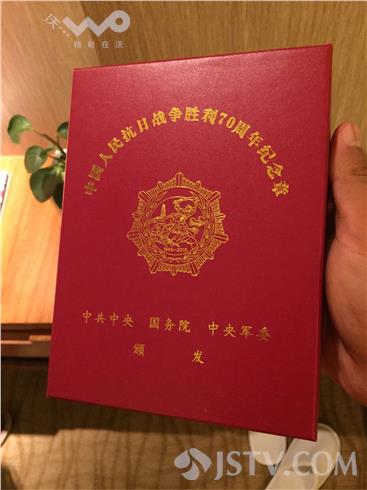 沃...
精彩在沃
中国人民抗日战争胜利70周年纪念章
1945-2015
中共中央 国务院 中央军委
颁 发
JSTV.COM